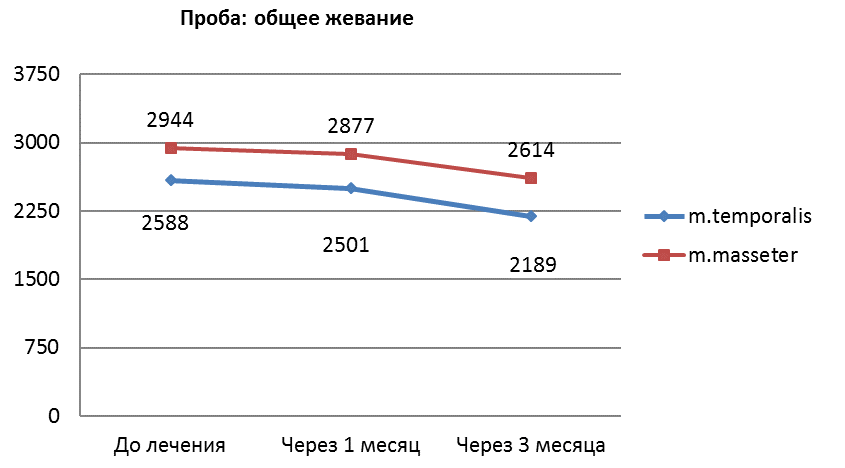 Проба: общее жевание
3750
3000
2250
1500
750
0
2944
2877
2614
2588
2501
2189
До лечения
Через 1 месяц
Через 3 месяца
m.temporalis
m.masseter